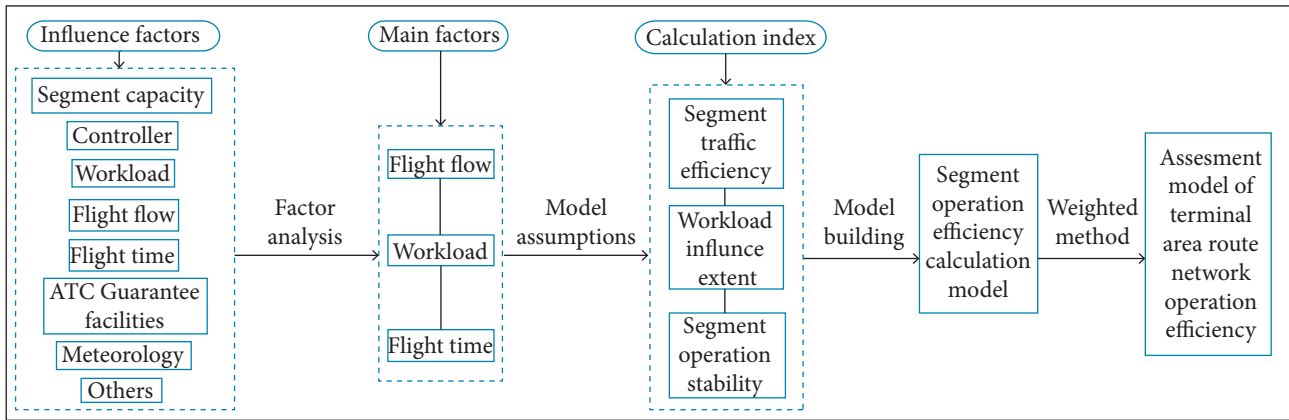 Influence factors
Segment capacity
Controller
Workload
Flight flow
Flight time
ATC Guarantee
facilities
Meteorology
Others
Factor
analysis
Main factors
Flight flow
Workload
Flight time
Model
assumptions
Calculation index
Segment
traffic
efficiency
Workload
influnce
extent
Segment
operation
stability
Model
building
Segment
operation
efficiency
calculation
model
Weighted
method
Assesment
model of
terminal
area route
network
operation
efficiency